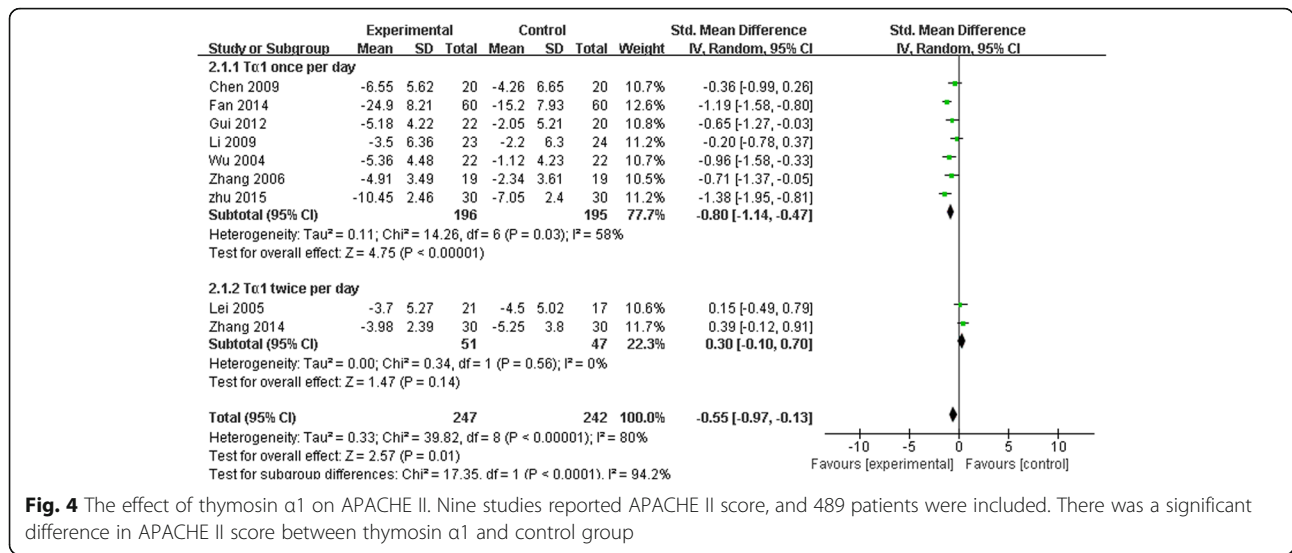 Experimental Control Std. Mean Difference Std. Mean Difference
Study or Subgroup Mean SD Total Mean SD Total Weight IV, Random, 95% CI IV, Random, 95% CI
2.1.1 Tα1 once per day
Chen 2009 -6.55 5.62 20 -4.26 6.65 20 10.7% -0.36 [-0.99, 0.26]
Fan 2014 -24.9 8.21 60 -15.2 7.93 60 12.6% -1.19 [-1.58, -0.80]
Gui 2012 -5.18 4.22 22 -2.05 5.21 20 10.8% -0.65 [-1.27, -0.03]
Li 2009 -3.5 6.36 23 -2.2 6.3 24 11.2% -0.20 [-0.78, 0.37]
Wu 2004 -5.36 4.48 22 -1.12 4.23 22 10.7% -0.96 [-1.58, -0.33]
Zhang 2006 -4.91 3.49 19 -2.34 3.61 19 10.5% -0.71 [-1.37, -0.05]
zhu 2015 -10.45 2.46 30 -7.05 2.4 30 11.2% -1.38 [-1.95, -0.81]
Subtotal (95% CI) 196 195 77.7% -0.80 [-1.14, -0.47]
Heterogeneity: Tau² = 0.11; Chi² = 14.26, df = 6 (P = 0.03); I² = 58%
Test for overall effect: Z = 4.75 (P < 0.00001)
2.1.2 Tα1 twice per day
Lei 2005 -3.7 5.27 21 -4.5 5.02 17 10.6% 0.15 [-0.49, 0.79]
Zhang 2014 -3.98 2.39 30 -5.25 3.8 30 11.7% 0.39 [-0.12, 0.91]
Subtotal (95% CI) 51 47 22.3% 0.30 [-0.10, 0.70]
Heterogeneity: Tau² = 0.00; Chi² = 0.34, df = 1 (P = 0.56); I² = 0%
Test for overall effect: Z = 1.47 (P = 0.14)
Total (95% CI) 247 242 100.0% -0.55 [-0.97, -0.13]
Heterogeneity: Tau² = 0.33; Chi² = 39.82, df = 8 (P < 0.00001); I² = 80%
Test for overall effect: Z = 2.57 (P = 0.01)
Test for subgroup differences: Chi² = 17.35, df = 1 (P < 0.0001), I² = 94.2%
-10 -5 0 5 10
Favours [experimental] Favours [control]
Fig. 4 The effect of thymosin α1 on APACHE II. Nine studies reported APACHE II score, and 489 patients were included. There was a significant
difference in APACHE II score between thymosin α1 and control group